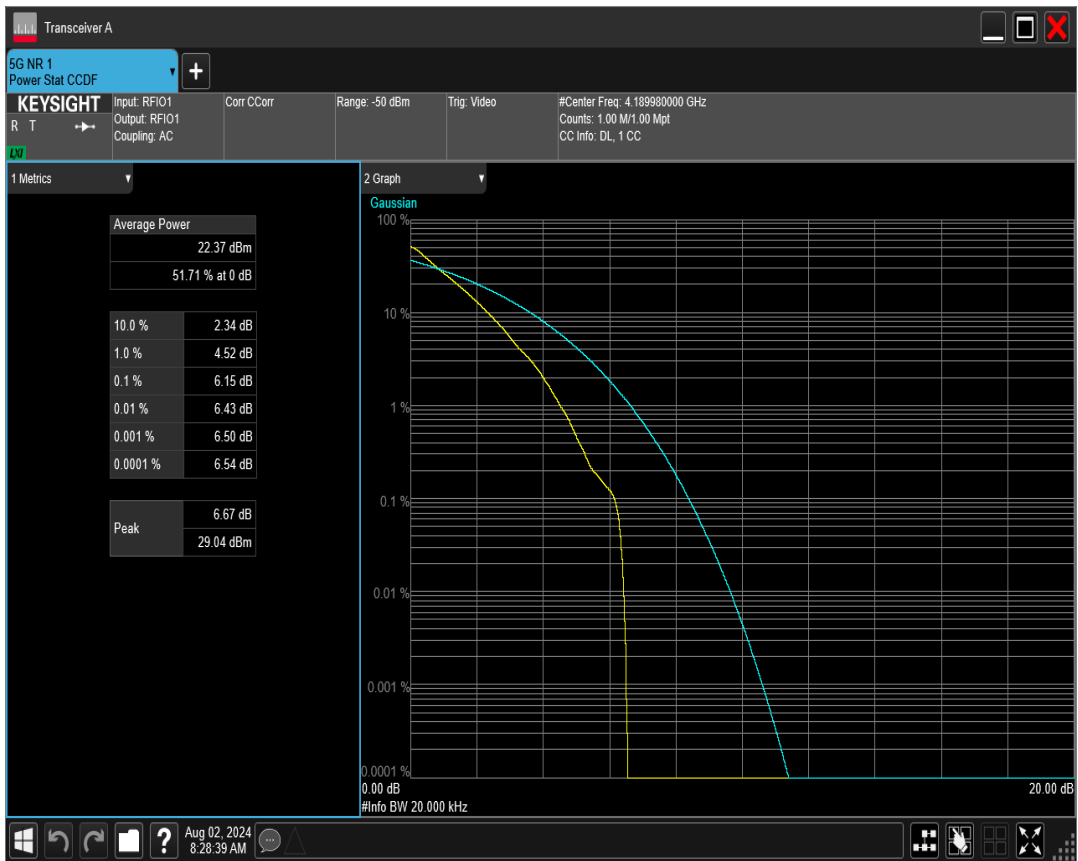 Transceiver A
5G NR 1
Power Stat CCDF
+
KEYSIGHT
R T
LXI
Input: RFIO1
Output: RFIO1
Coupling: AC
Corr CCorr
Range: -50 dBm
Trig: Video
#Center Freq: 4.189980000 GHz
Counts: 1.00 M/1.00 Mpt
CC Info: DL, 1 CC
1 Metrics
Average Power
22.37 dBm
51.71 % at 0 dB
10.0 % 2.34 dB
1.0 % 4.52 dB
0.1 % 6.15 dB
0.01 % 6.43 dB
0.001 % 6.50 dB
0.0001 % 6.54 dB
Peak 6.67 dB
29.04 dBm
2 Graph
Gaussian
100 %
10 %
1 %
0.1 %
0.01 %
0.001 %
0.0001 %
0.00 dB 20.00 dB
#Info BW 20.000 kHz
?
Aug 02, 2024
8:28:39 AM